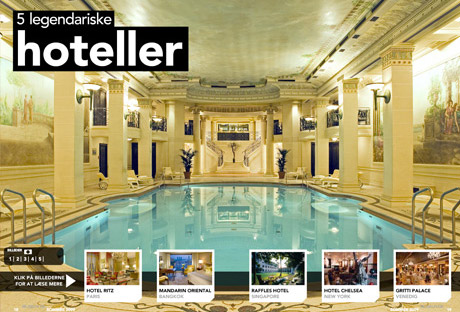 5 legendariske
hoteller
BILLEDER
1 2 3 4 5
KLIK PÅ BILLEDERNE
FOR AT LÆSE MERE
HOTEL RITZ
PARIS
MANDARIN ORIENTAL
BANGKOK
RAFFLES HOTEL
SINGAPORE
HOTEL CHELSEA
NEW YORK
GRITTI PALACE
VENEDIG